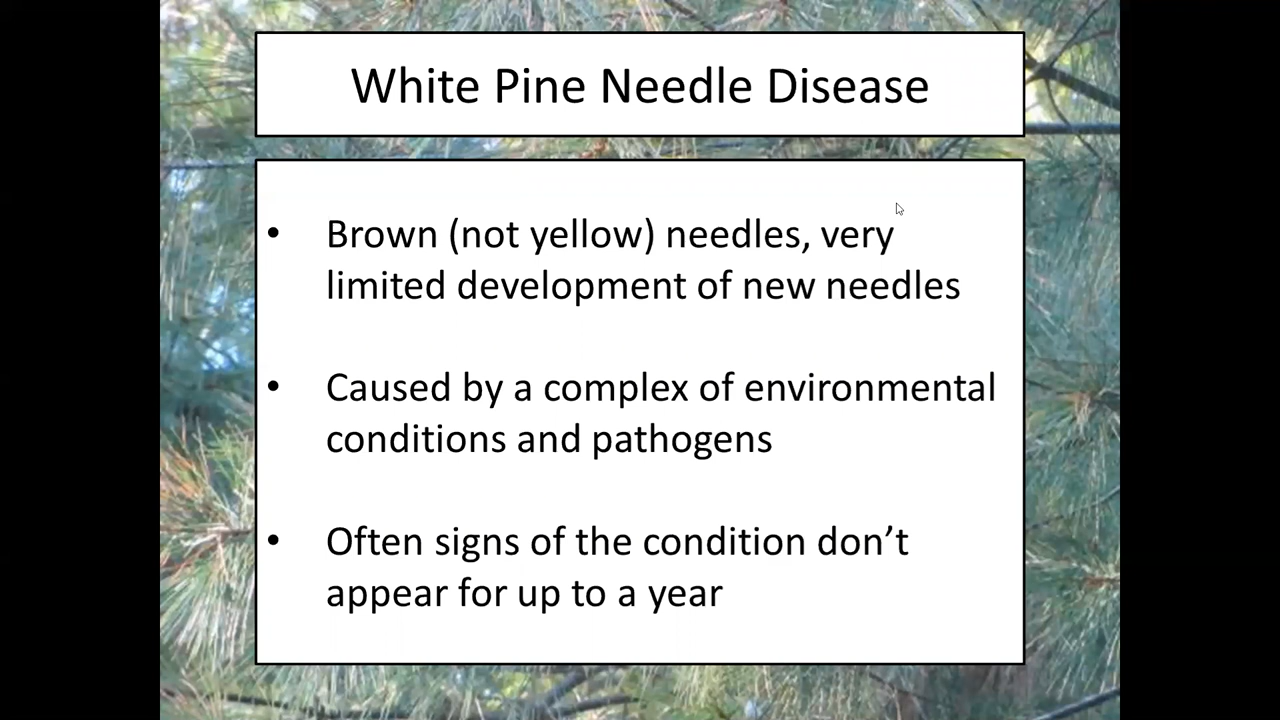 White Pine Needle Disease
• Brown (not yellow) needles, very
limited development of new needles
• Caused by a complex of environmental
conditions and pathogens
• Often signs of the condition don’t
appear for up to a year